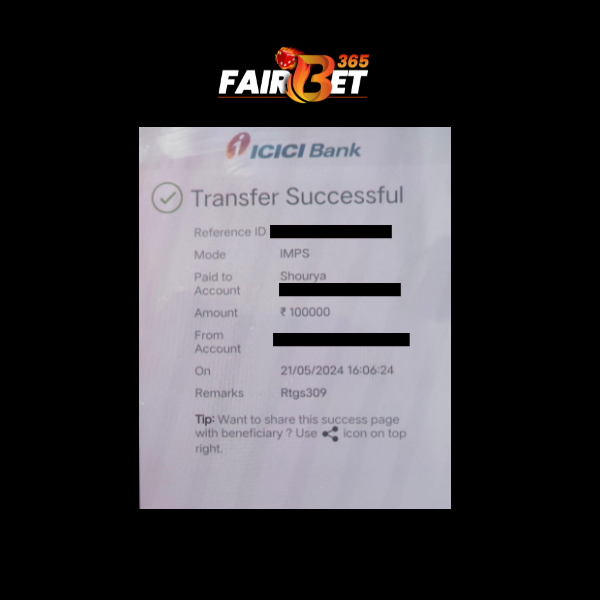 FAIRBET 365
ICICI Bank
Transfer Successful
Reference ID
Mode IMPS
Paid to Shourya
Account
Amount ₹ 100000
From
Account
On 21/05/2024 16:06:24
Remarks Rtgs309
Tip: Want to share this success page
with beneficiary ? Use icon on top
right.